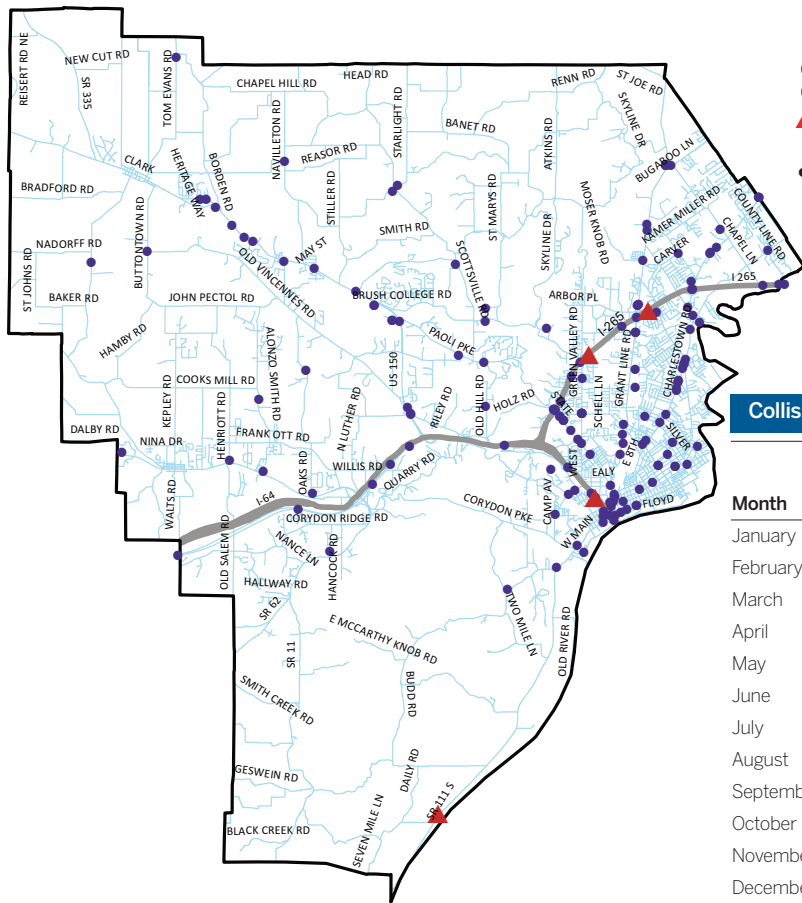 REISERT RD NE
NEW CUT RD
SR 335
TOM EVANS RD
CHAPEL HILL RD
HEAD RD
RENN RD
ST JOE RD
SKYLINE DR
NAVILLETON RD
REASOR RD
STARLIGHT RD
BANET RD
ATKINS RD
BUGAROO LN
CLARK
HERITAGE WAY
BORDEN RD
STILLER RD
BRADFORD RD
BUTTONTOWN RD
SMITH RD
ST MARYS RD
SKYLINE DR
MOSER KNOB RD
KAMER MILLER RD
COUNTY LINE RD
CHAPEL LN
CARVER
ST JOHNS RD
NADORFF RD
OLD VINCENNES RD
MAY ST
SCOTTSVILLE RD
I 265
BAKER RD
JOHN PECTOL RD
BRUSH COLLEGE RD
ARBOR PL
HAMBY RD
ALONZO SMITH RD
PAOLI PKE
GREEN VALLEY RD
I-265
GRANT LINE RD
CHARLESTOWN RD
COOKS MILL RD
KEPLEY RD
US 150
RILEY RD
OLD HILL RD
HOLZ RD
STATE
SCHELL LN
Collis
DALBY RD
NINA DR
HENRIOTT RD
FRANK OTT RD
N LUTHER RD
WEST
E 8TH
SILVER
WALTS RD
OAKS RD
WILLIS RD
QUARRY RD
CAMP AV
EALY
FLOYD
I-64
OLD SALEM RD
CORYDON RIDGE RD
CORYDON PKE
W MAIN
Month
January
February
March
April
May
June
July
August
Septemb
October
November
December
NANCE LN
HANCOCK RD
HALLWAY RD
SR 62
TWO MILE LN
OLD RIVER RD
SR 11
E MCCARTHY KNOB RD
SMITH CREEK RD
BUDD RD
GESWEIN RD
DAILY RD
SR 111 S
BLACK CREEK RD
SEVEN MILE LN